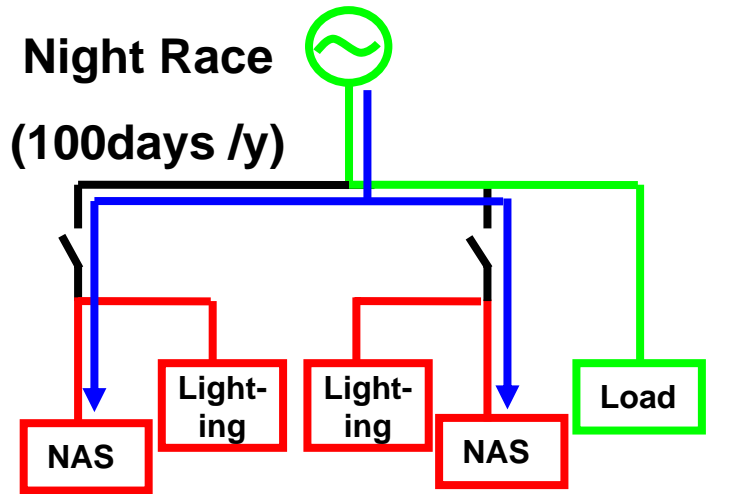 Night Race
(100days /y)
Light-
ing
Light-
ing
Load
NAS
NAS